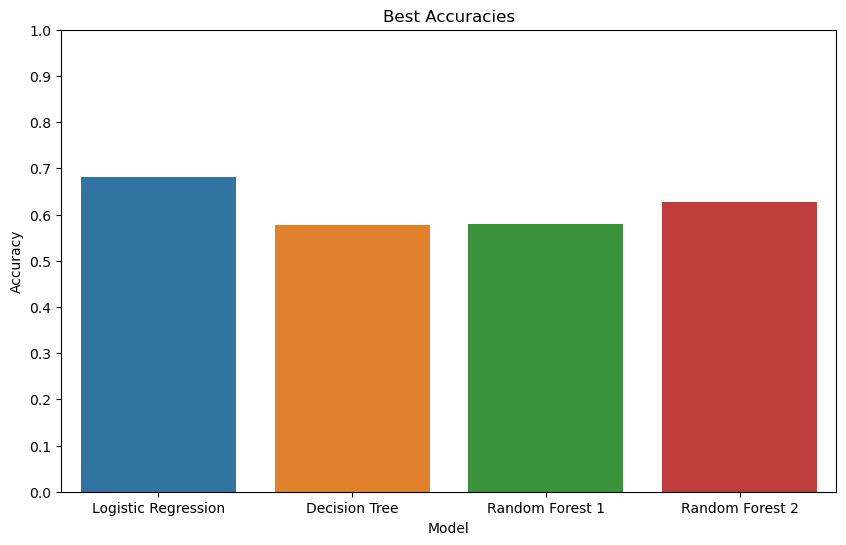 Best Accuracies
1.0
0.9
0.8
0.7
0.6
0.5
0.4
0.3
0.2
0.1
0.0
Accuracy
Logistic Regression
Decision Tree
Random Forest 1
Random Forest 2
Model